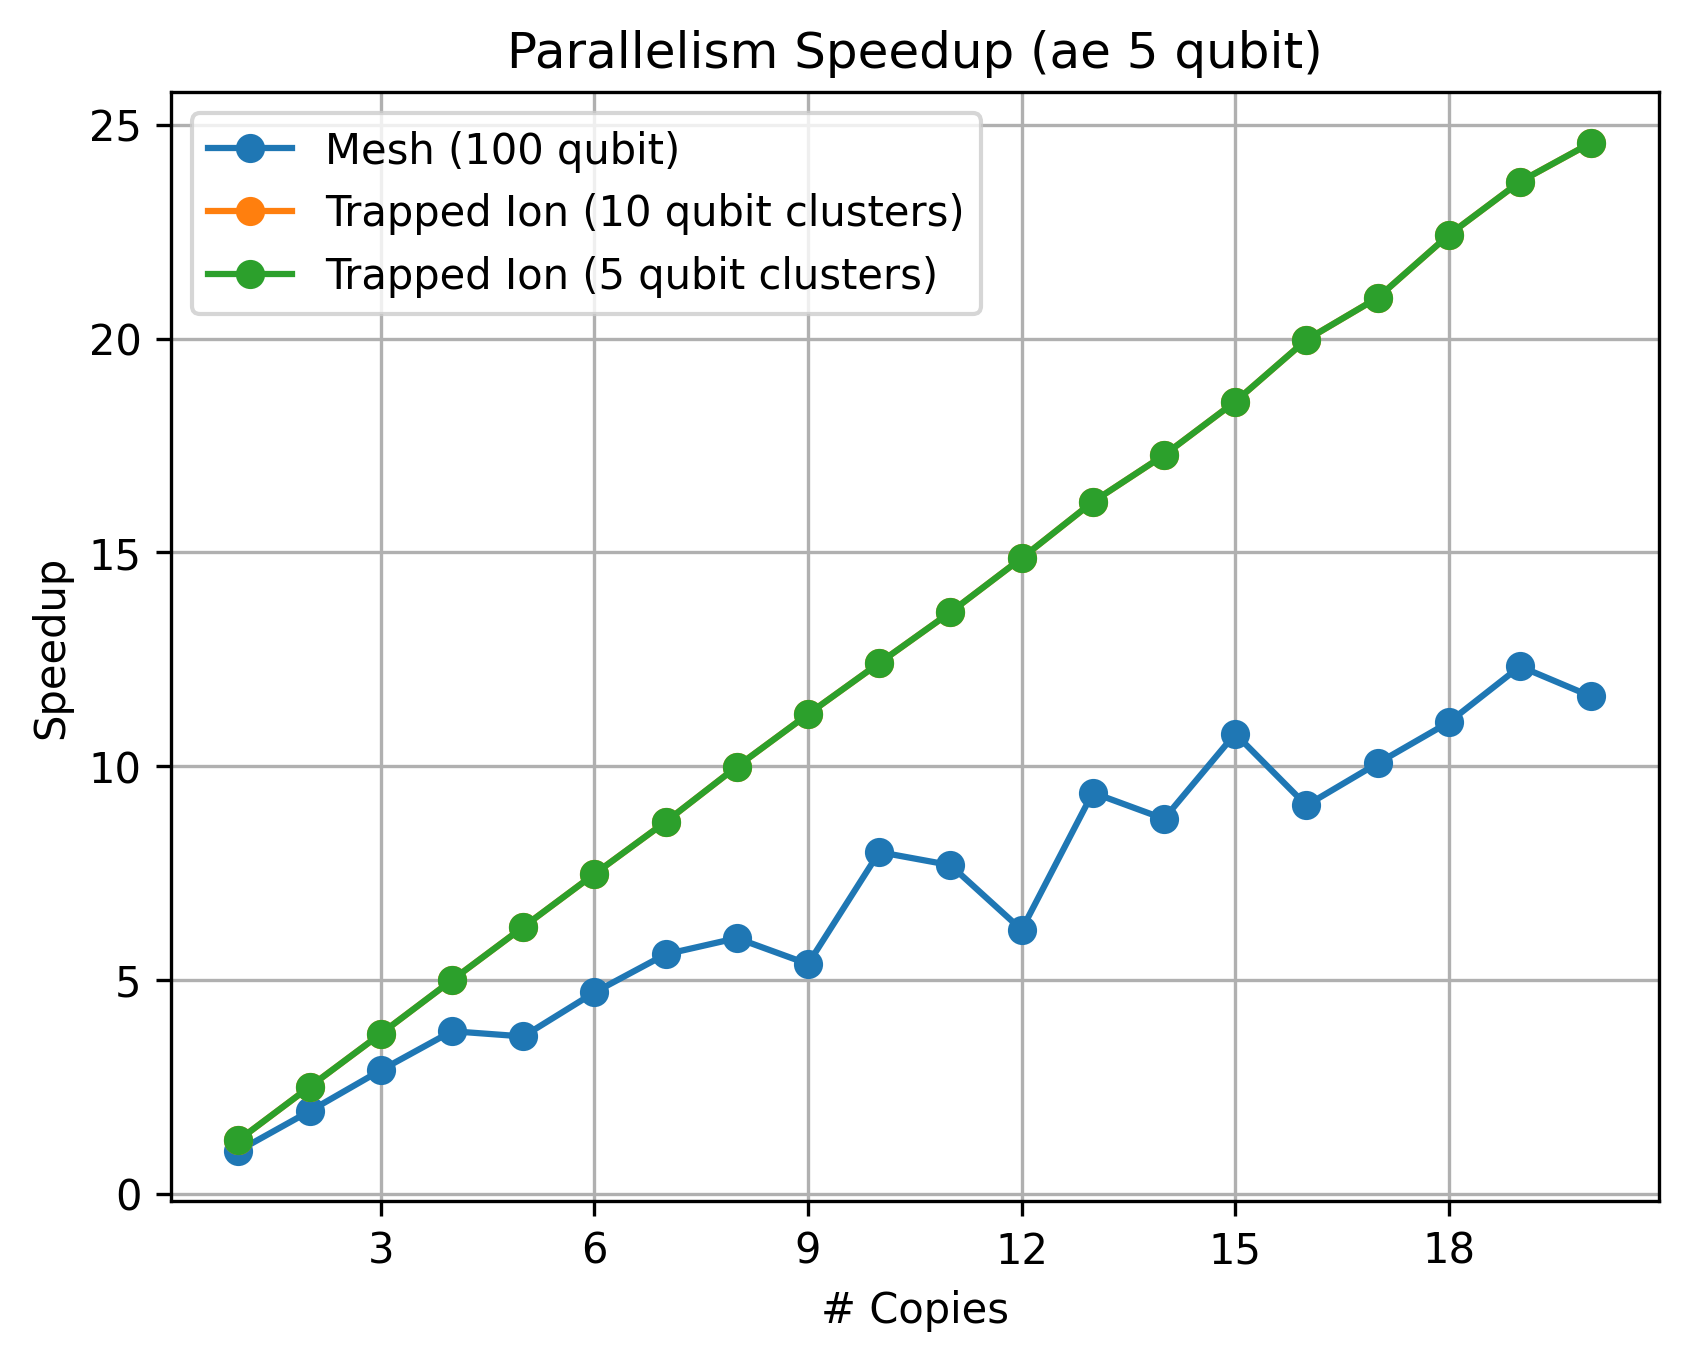 Parallelism Speedup (ae 5 qubit)
Mesh (100 qubit)
Trapped Ion (10 qubit clusters)
Trapped Ion (5 qubit clusters)
25
20
15
10
5
0
Speedup
3 6 9 12 15 18
# Copies